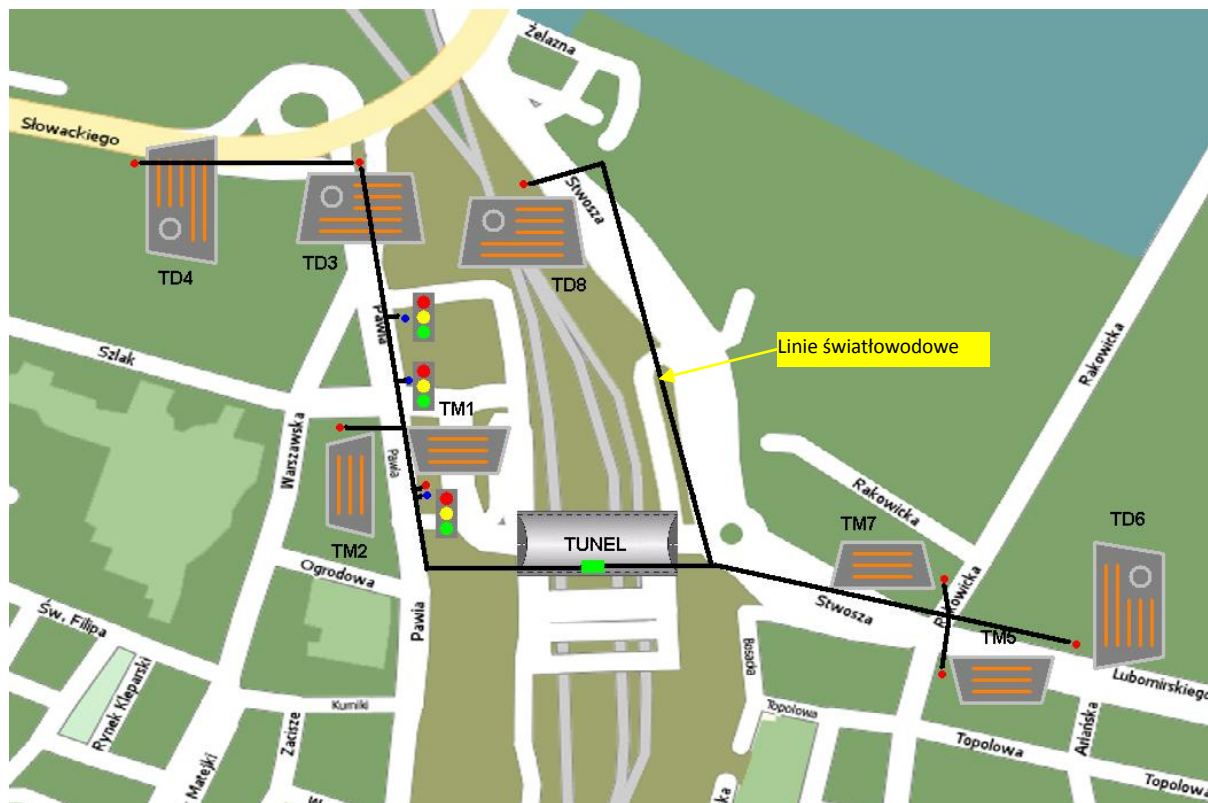 Żelazna
Słowackiego
Stwosza
TD4
TD3
TD8
Pawia
Linie światłowodowe
Rakowicka
Szlak
TM1
Warszawska
Pawia
Rakowicka
TM7
TD6
TM2
TUNEL
Ogrodowa
Rakowicka
Stwosza
TM5
Św. Filipa
Pawia
Bosacka
Lubomirskiego
Rynek Kleparski
Kurniki
Zacisze
Topolowa
Topolowa
Ariańska
Topolowa
Matejki